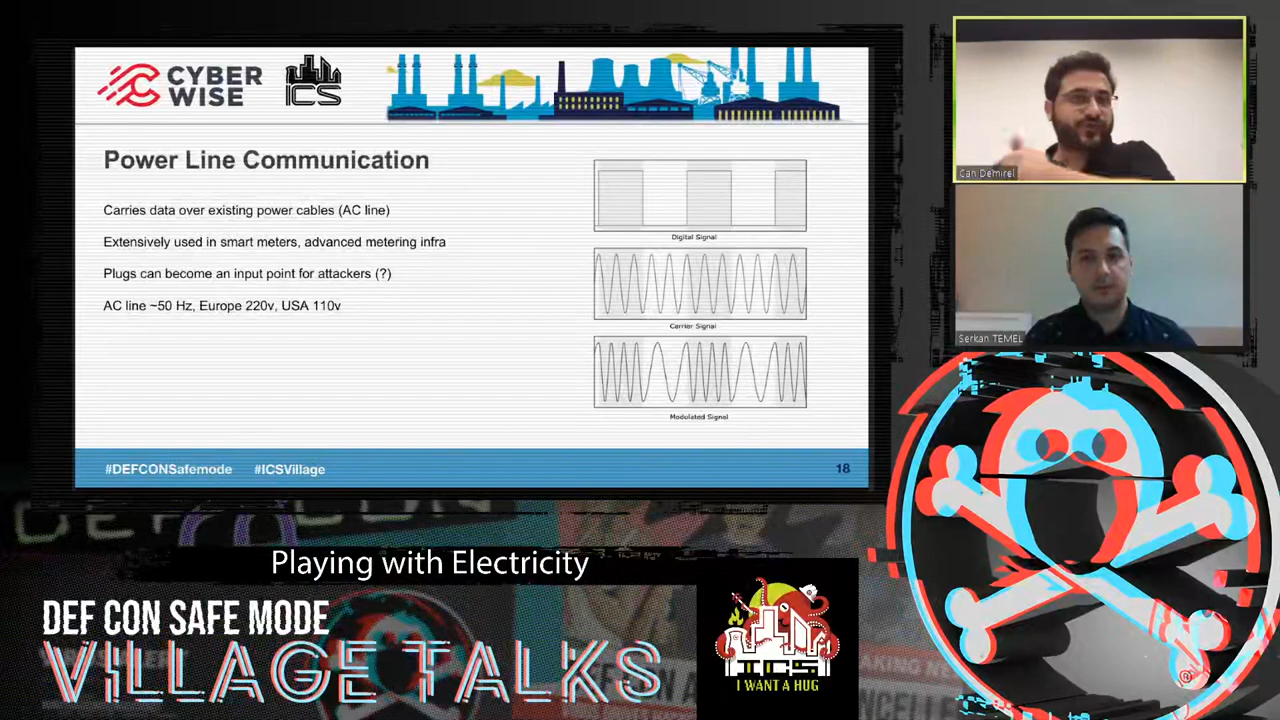 CYBER
WISE
ICS
Power Line Communication
Carries data over existing power cables (AC line)
Extensively used in smart meters, advanced metering infra
Plugs can become an input point for attackers (?)
AC line ~50 Hz, Europe 220v, USA 110v
Digital Signal
Carrier Signal
Modulated Signal
#DEFCONSafemode #ICSVillage
18
Can Demirel
Serkan TEMEL
DEF CON
Playing with Electricity
DEF CON SAFE MODE
VILLAGE TALKS
ICS
I WANT A HUG
®